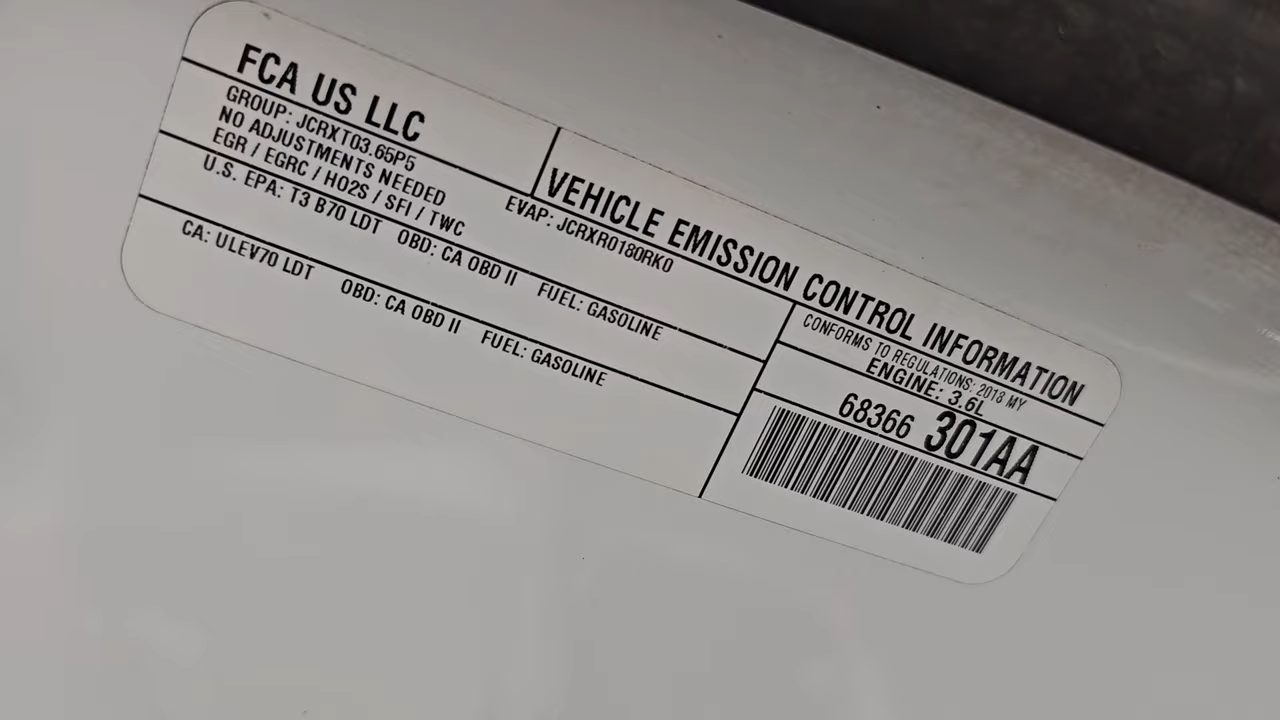 FCA US LLC
VEHICLE EMISSION CONTROL INFORMATION
GROUP: JCRXT03.65P5
EVAP: JCRXR0180RK0
NO ADJUSTMENTS NEEDED
EGR / EGRC / HO2S / SFI / TWC
U.S. EPA: T3 B70 LDT OBD: CA OBD II FUEL: GASOLINE
CA: ULEV70 LDT OBD: CA OBD II FUEL: GASOLINE
CONFORMS TO REGULATIONS: 2018 MY
ENGINE: 3.6L
68366 301AA